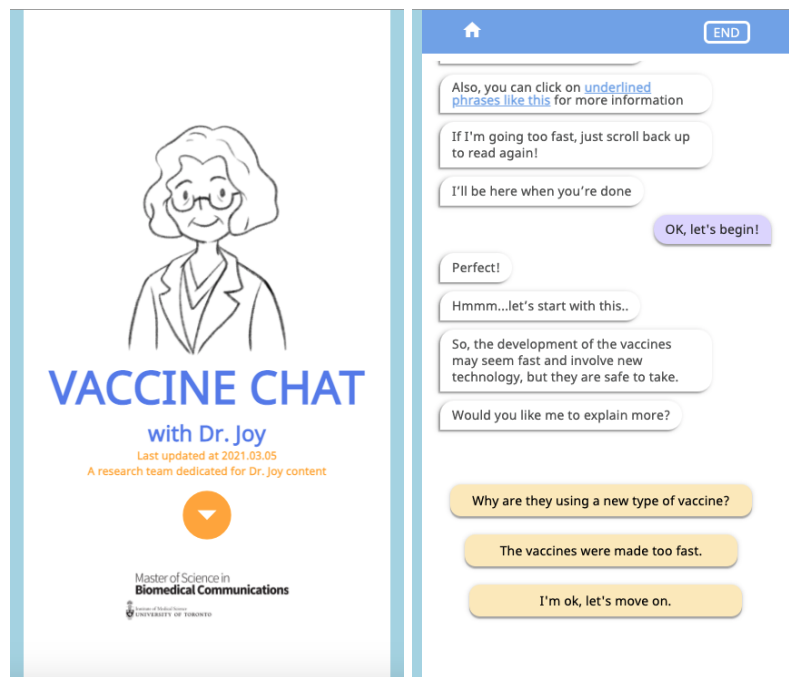 VACCINE CHAT
with Dr. Joy
Last updated at 2021.03.05
A research team dedicated for Dr. Joy content
Master of Science in
Biomedical Communications
Institute of Medical Science
UNIVERSITY OF TORONTO
END
Also, you can click on underlined
phrases like this for more information
If I'm going too fast, just scroll back up
to read again!
I'll be here when you're done
OK, let's begin!
Perfect!
Hmmm...let's start with this..
So, the development of the vaccines
may seem fast and involve new
technology, but they are safe to take.
Would you like me to explain more?
Why are they using a new type of vaccine?
The vaccines were made too fast.
I'm ok, let's move on.